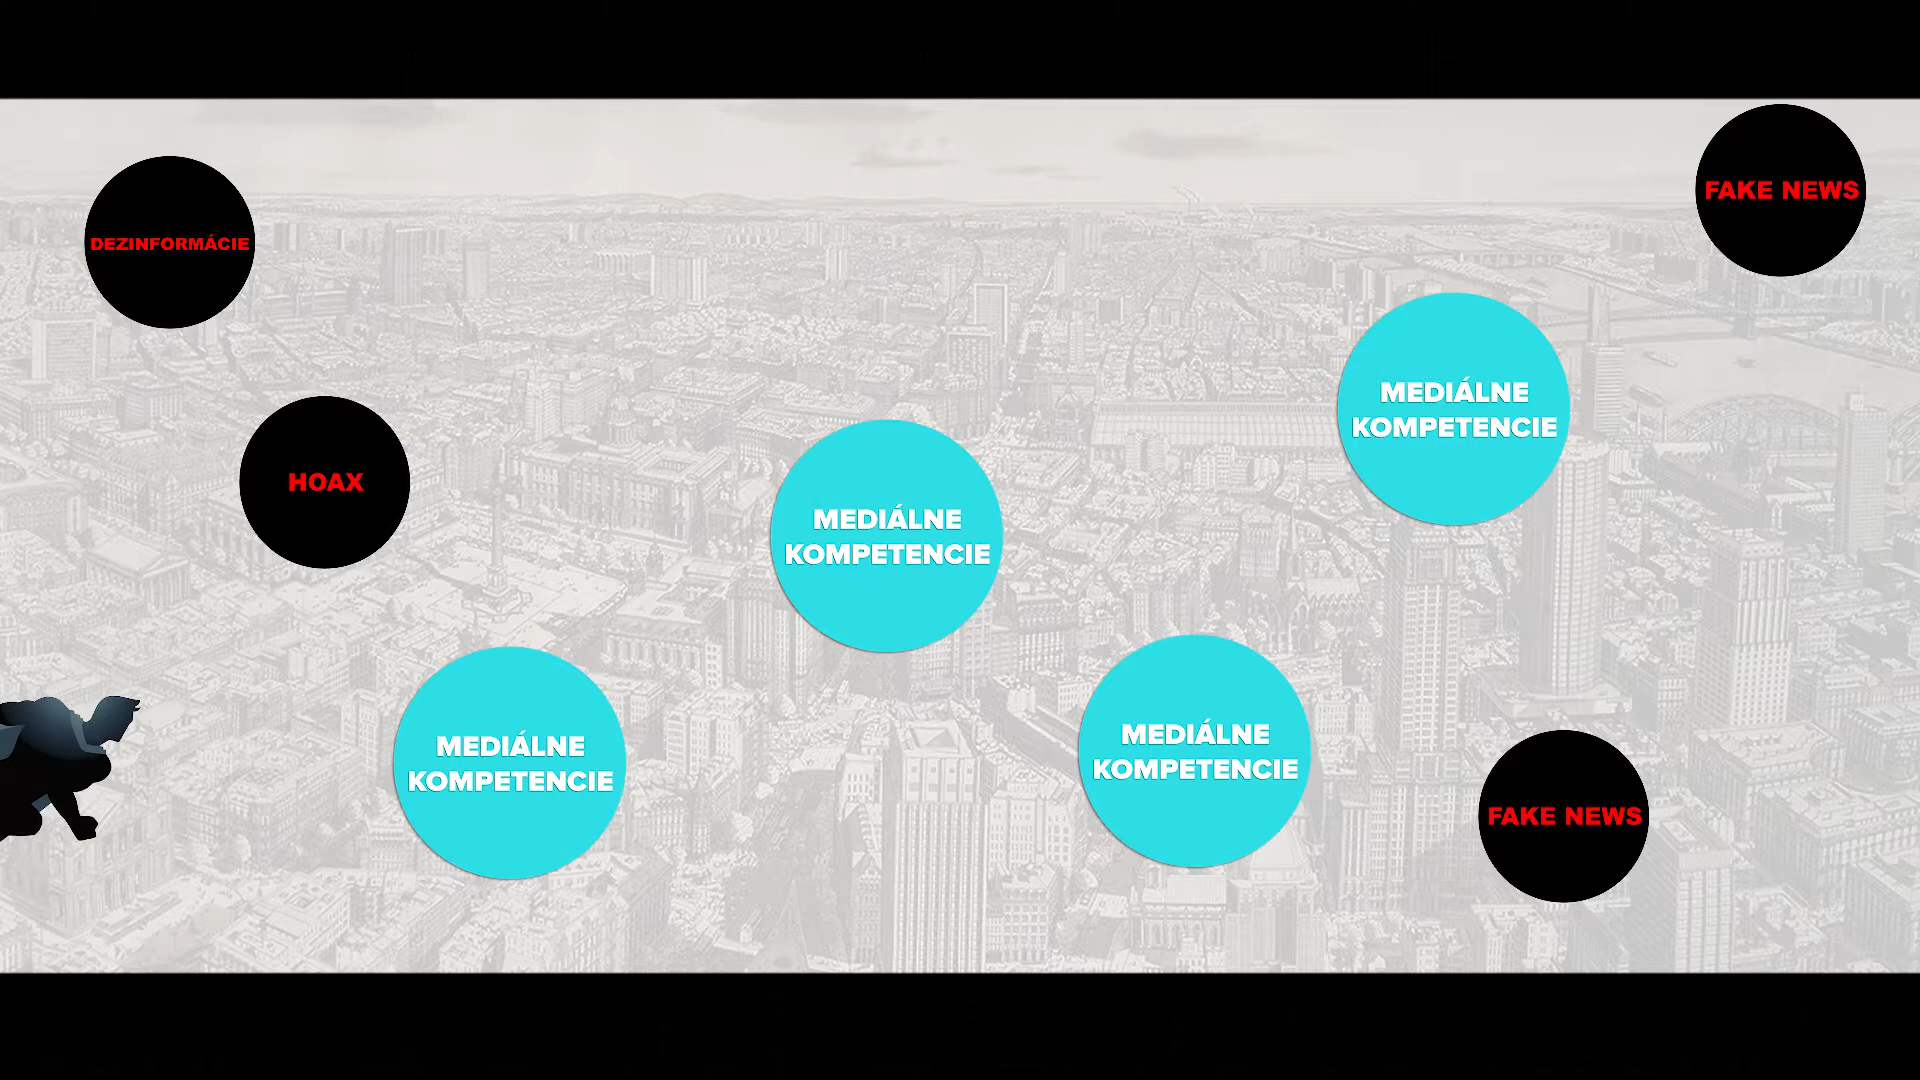 FAKE NEWS
DEZINFORMÁCIE
MEDIÁLNE
KOMPETENCIE
HOAX
MEDIÁLNE
KOMPETENCIE
MEDIÁLNE
KOMPETENCIE
MEDIÁLNE
KOMPETENCIE
FAKE NEWS